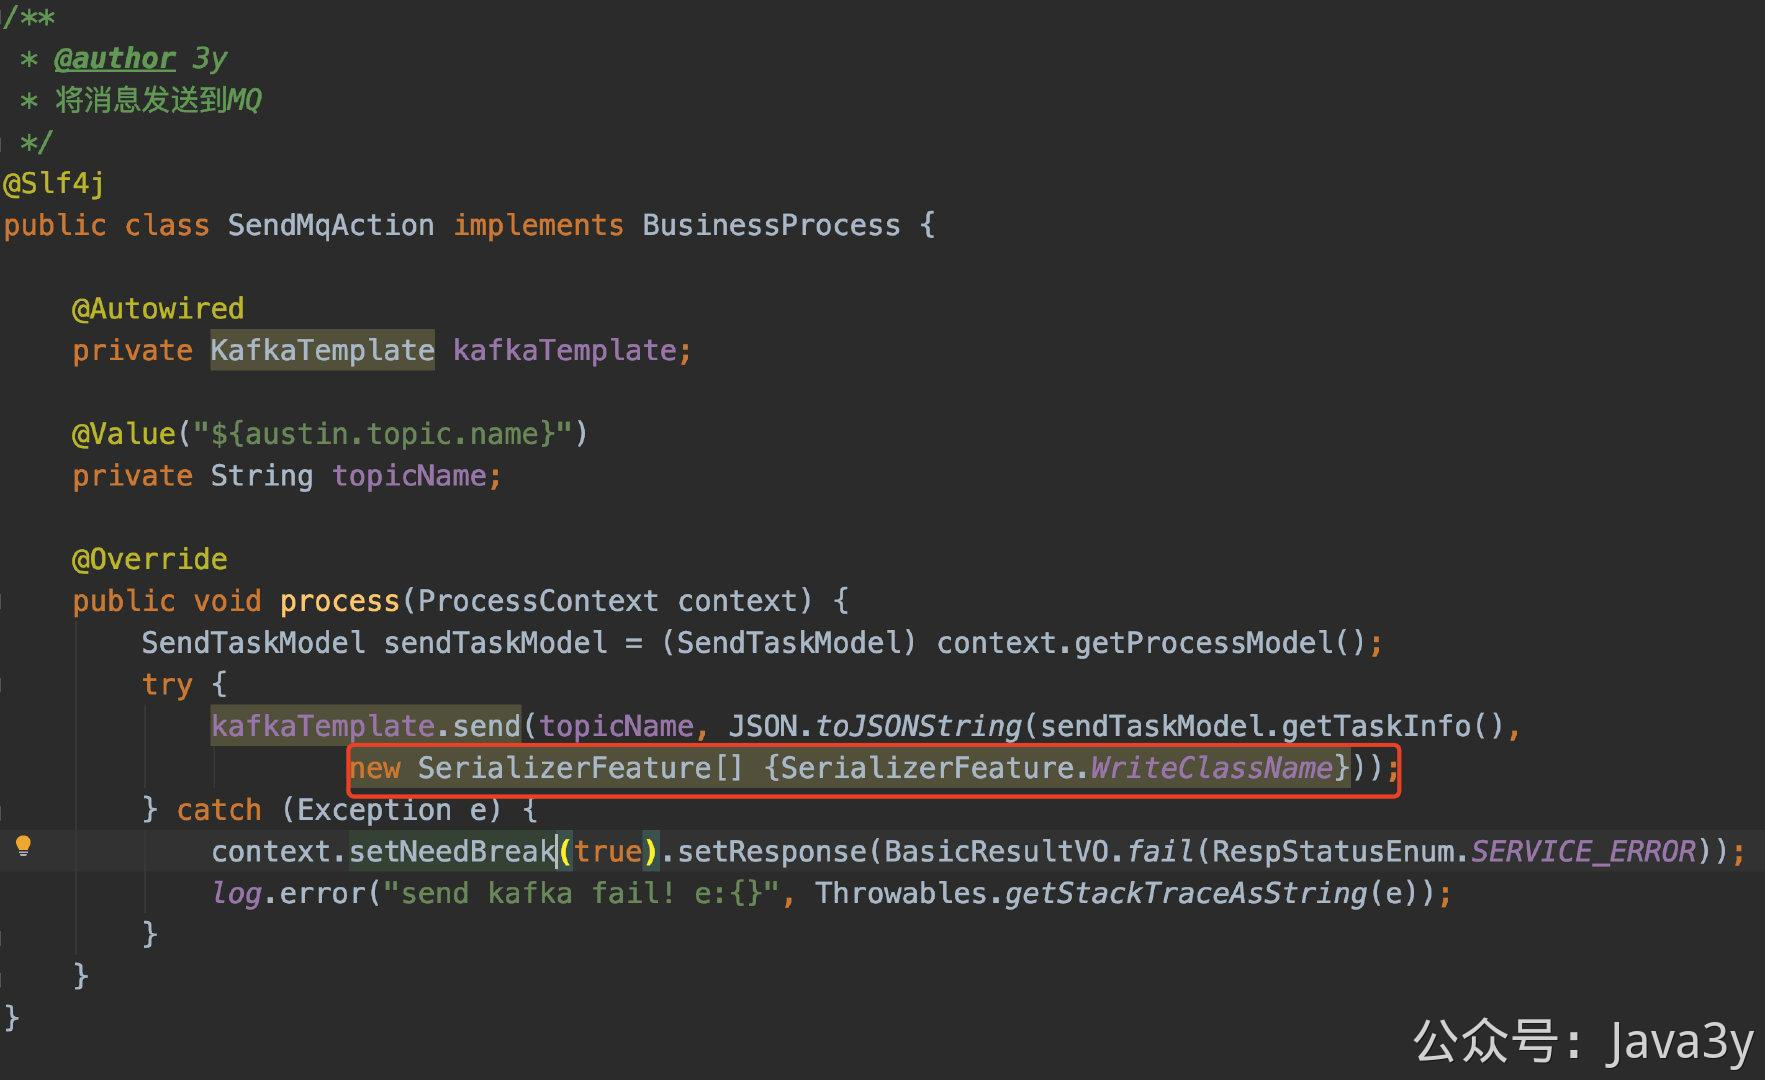 /**
 * @author 3y
 * 将消息发送到MQ
 */
@Slf4j
public class SendMqAction implements BusinessProcess {
@Autowired
private KafkaTemplate kafkaTemplate;
@Value("${austin.topic.name}")
private String topicName;
@Override
public void process(ProcessContext context) {
SendTaskModel sendTaskModel = (SendTaskModel) context.getProcessModel();
try {
kafkaTemplate.send(topicName, JSON.toJSONString(sendTaskModel.getTaskInfo(),
new SerializerFeature[] {SerializerFeature.WriteClassName}));
} catch (Exception e) {
context.setNeedBreak(true).setResponse(BasicResultVO.fail(RespStatusEnum.SERVICE_ERROR));
log.error("send kafka fail! e:{}", Throwables.getStackTraceAsString(e));
}
}
}
公众号：Java3y